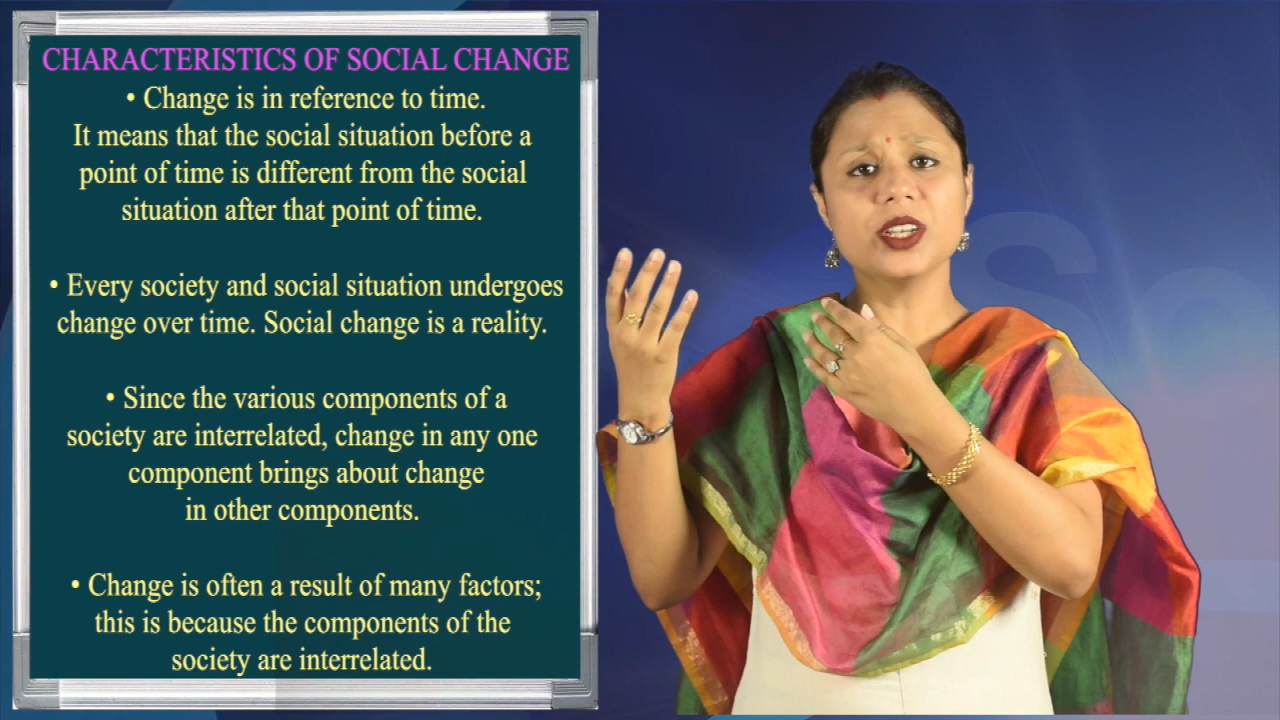 CHARACTERISTICS OF SOCIAL CHANGE
• Change is in reference to time.
It means that the social situation before a
point of time is different from the social
situation after that point of time.
• Every society and social situation undergoes
change over time. Social change is a reality.
• Since the various components of a
society are interrelated, change in any one
component brings about change
in other components.
• Change is often a result of many factors;
this is because the components of the
society are interrelated.